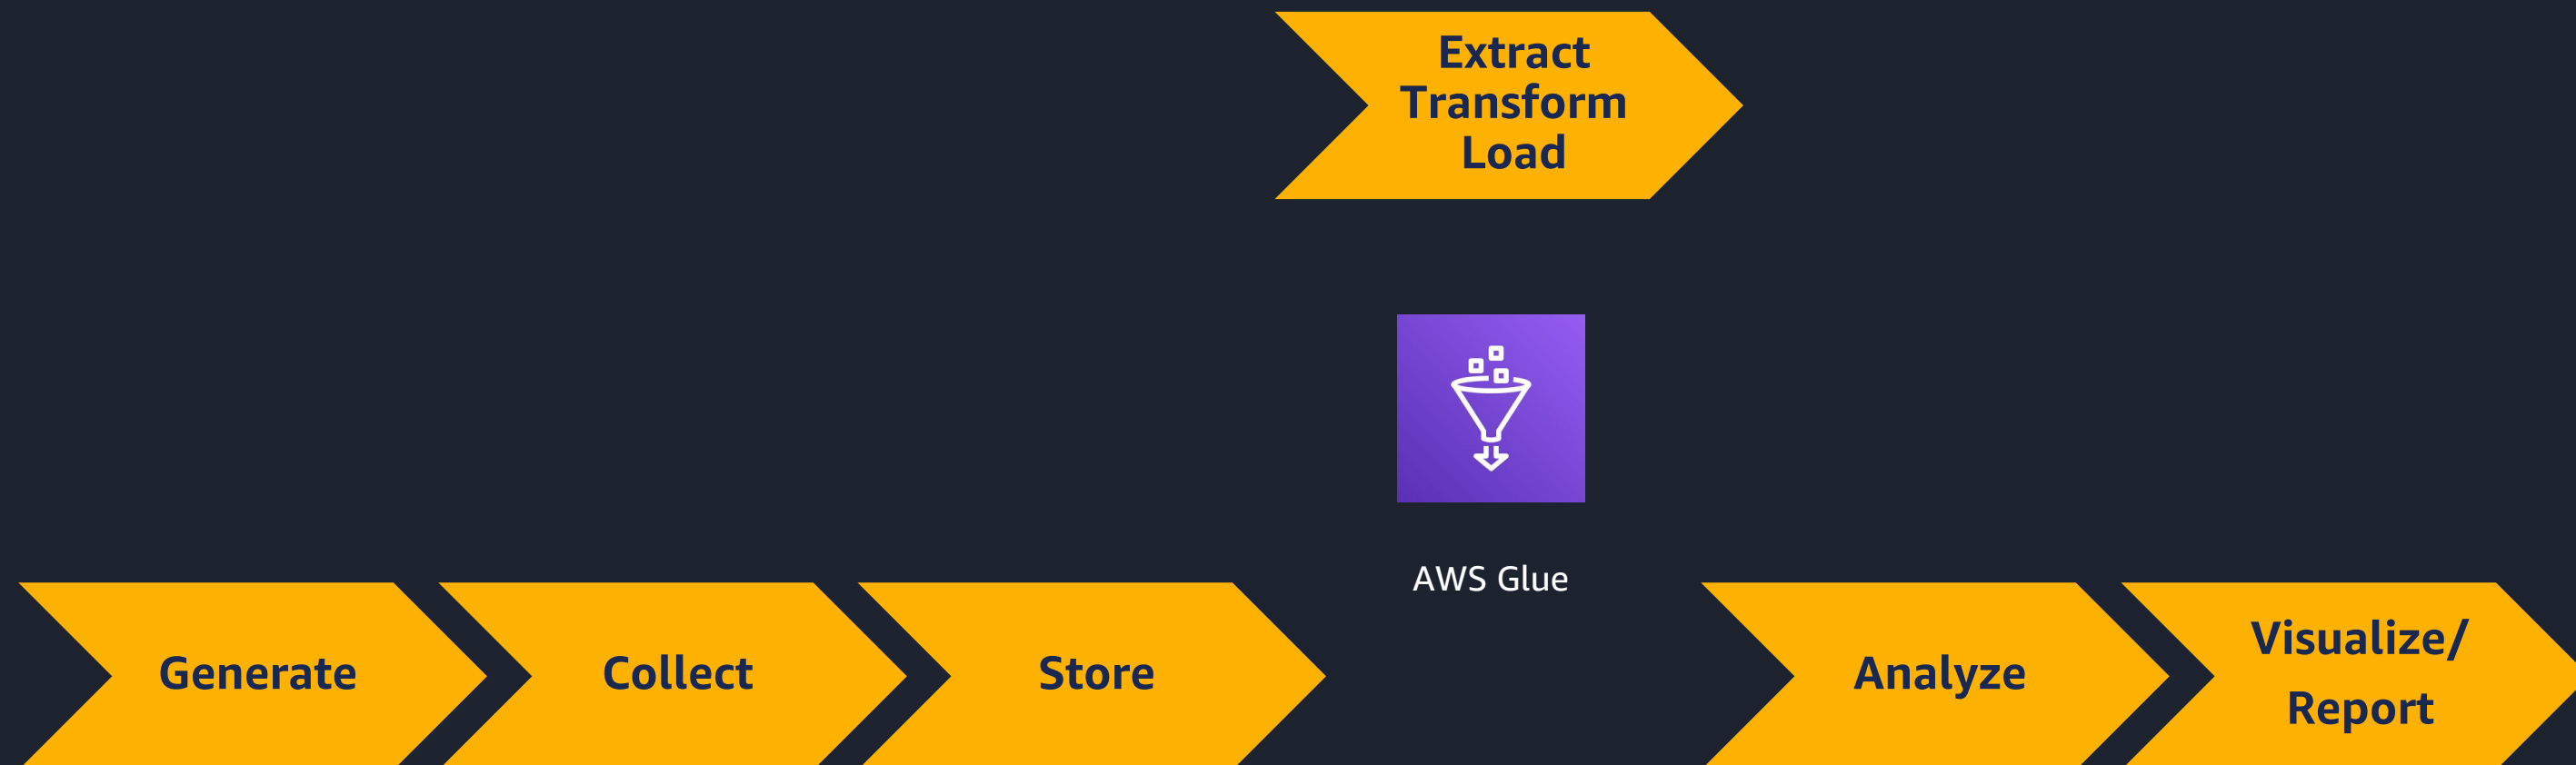 Extract
Transform
Load
AWS Glue
Generate
Collect
Store
Analyze
Visualize/
Report